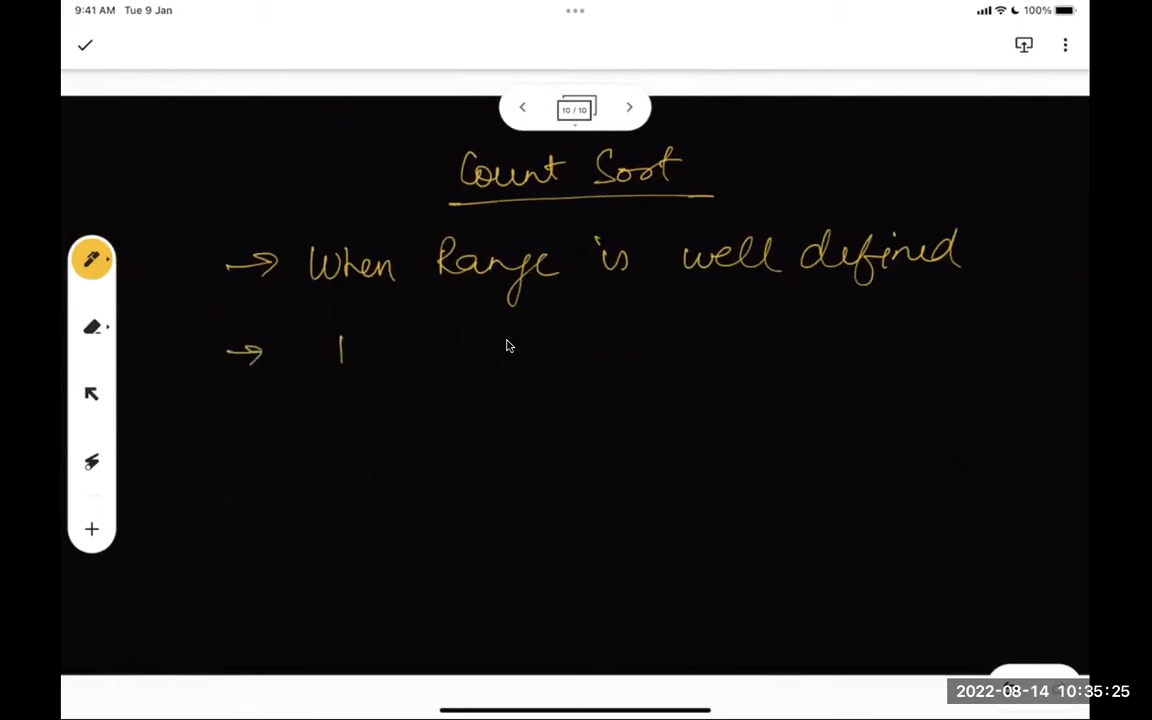 9:41 AM Tue 9 Jan
100%
10 / 10
Count Sort
→ When Range is well defined
→ 1
2022-08-14 10:35:25